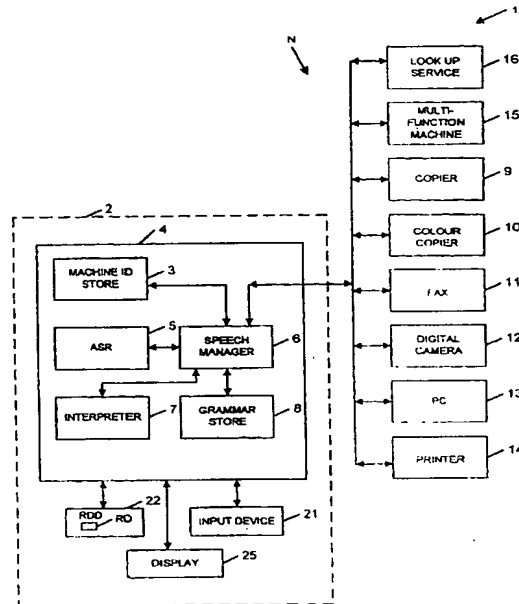 1
N
LOOK UP
SERVICE
16
MULTI-
FUNCTION
MACHINE
15
COPIER
9
COLOUR
COPIER
10
FAX
11
DIGITAL
CAMERA
12
PC
13
PRINTER
14
2
4
MACHINE ID
STORE
3
ASR
5
SPEECH
MANAGER
6
INTERPRETER
7
GRAMMAR
STORE
8
RDD
RD
22
INPUT DEVICE
21
DISPLAY
25